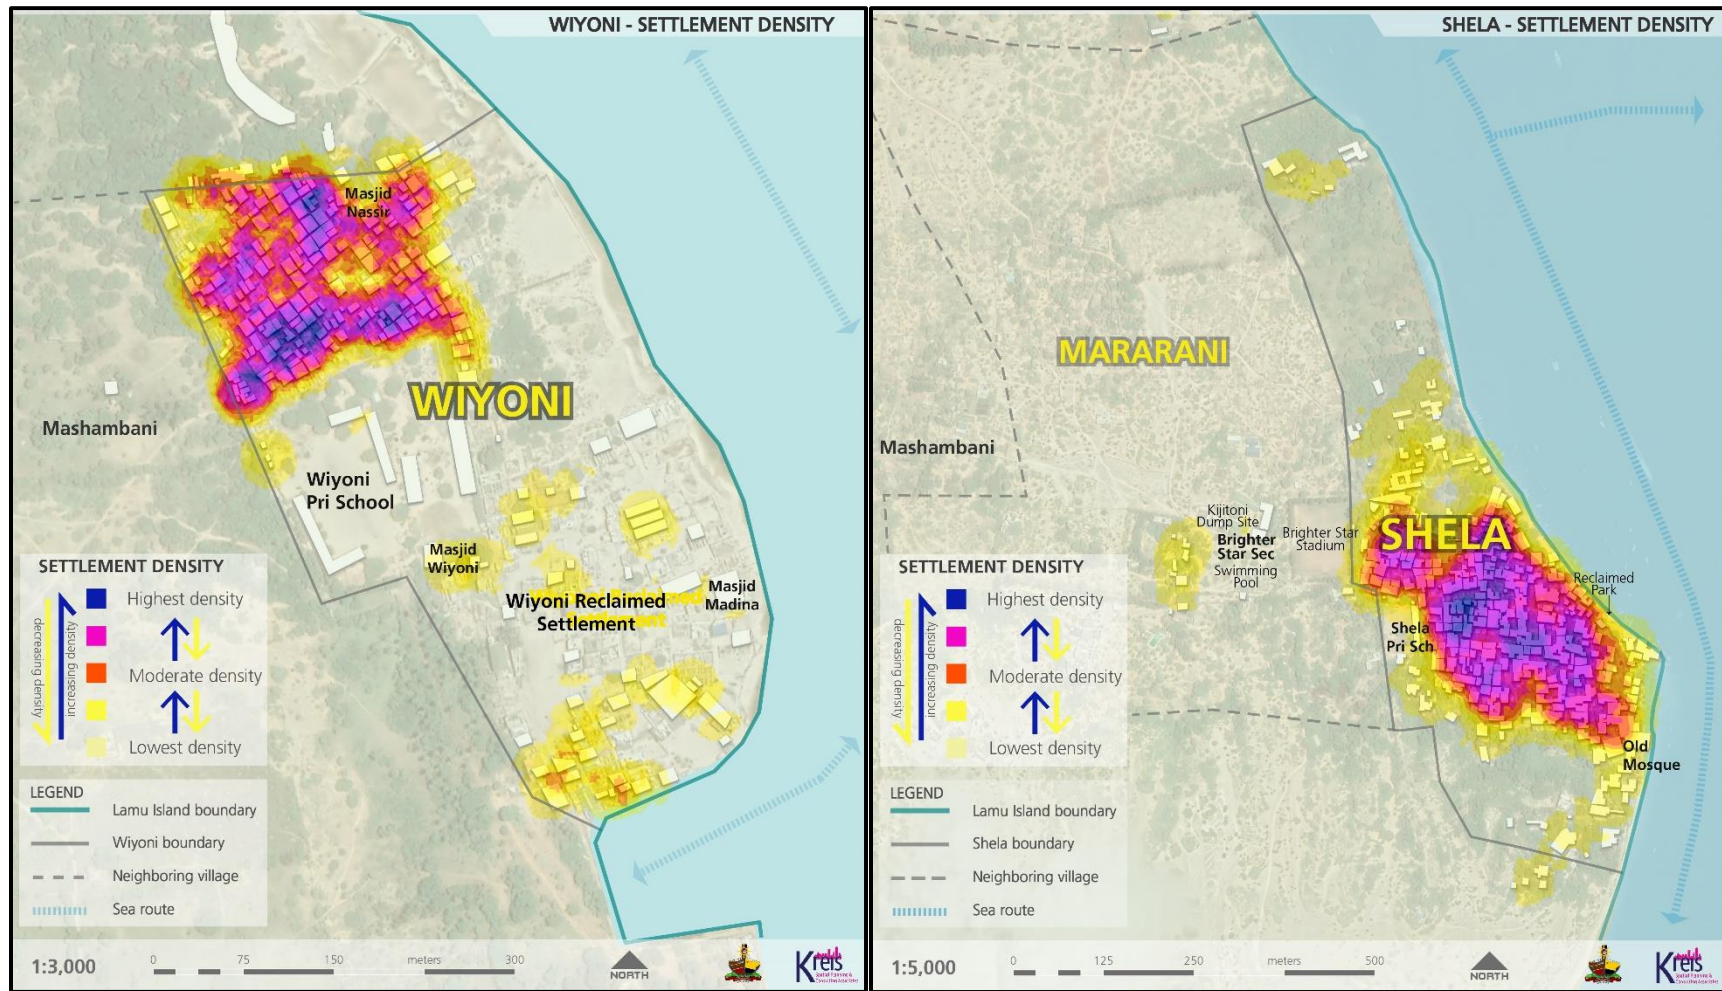 WIYONI - SETTLEMENT DENSITY
Masjid
Nassir
WIYONI
Mashambani
Wiyoni
Pri School
Masjid
Wiyoni
Wiyoni Reclaimed
Settlement
Masjid
Madina
SETTLEMENT DENSITY
decreasing density
increasing density
Highest density
Moderate density
Lowest density
LEGEND
Lamu Island boundary
Wiyoni boundary
Neighboring village
Sea route
1:3,000
0
75
150
meters
300
NORTH
Kreis
SHELA - SETTLEMENT DENSITY
MARARANI
Mashambani
Kijitoni
Dump Site
Brighter
Star Sec
Swimming
Pool
Brighter Star
Stadium
SHELA
Reclaimed
Park
Shela
Pri Sch
Old
Mosque
SETTLEMENT DENSITY
decreasing density
increasing density
Highest density
Moderate density
Lowest density
LEGEND
Lamu Island boundary
Shela boundary
Neighboring village
Sea route
1:5,000
0
125
250
meters
500
NORTH
Kreis